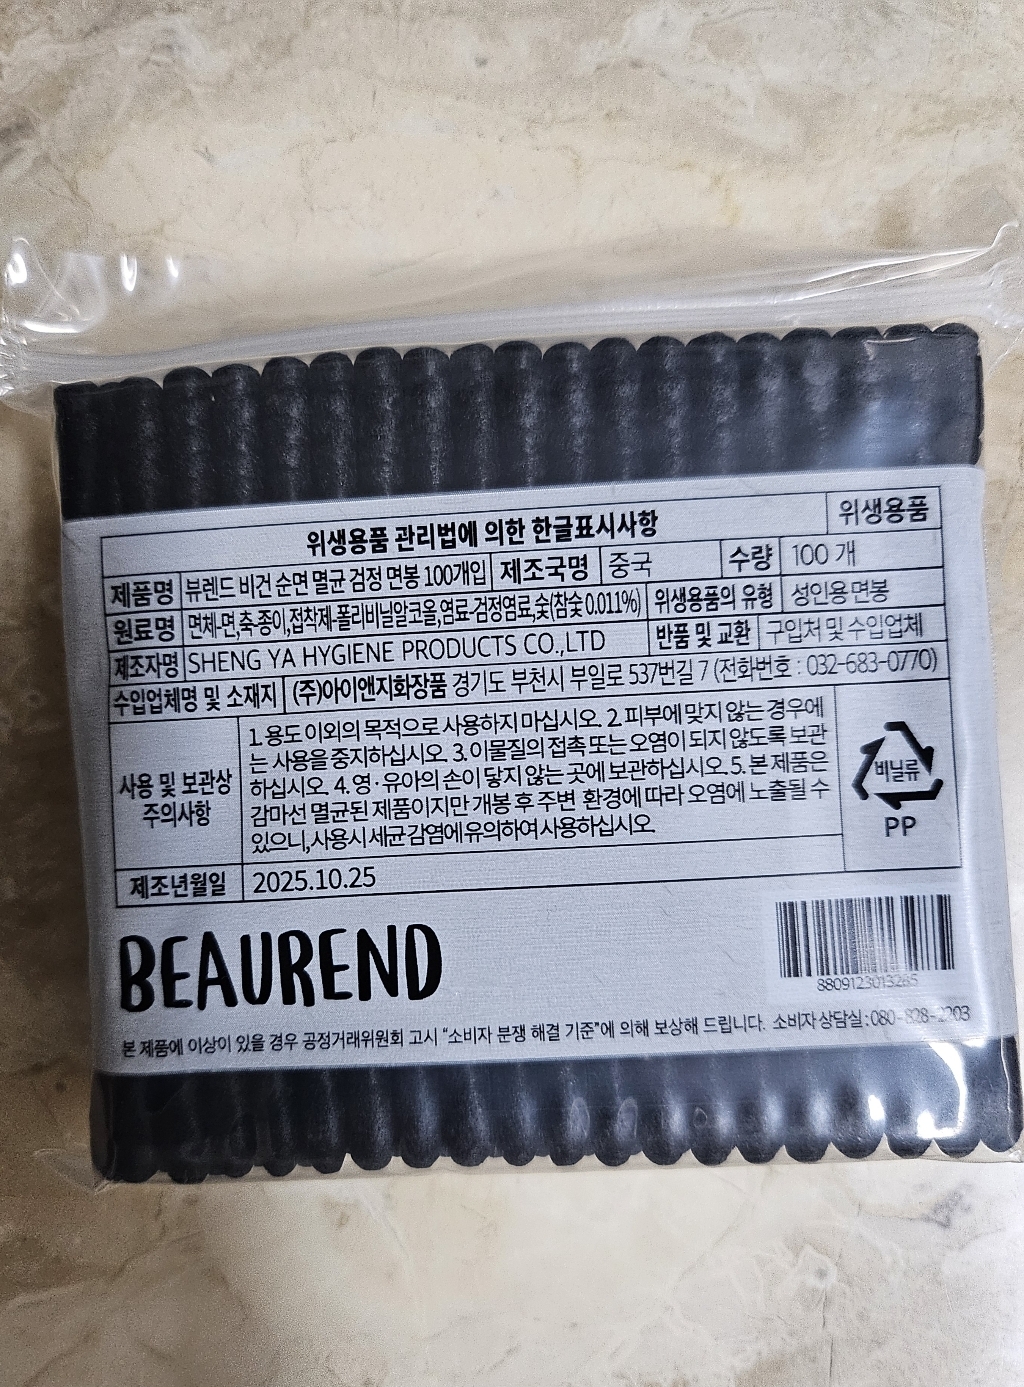 위생용품 관리법에 의한 한글표시사항 위생용품
제품명 뷰렌드 비건 순면 멸균 검정 면봉 100개입 제조국명 중국 수량 100 개
원료명 면체-면,축-종이,접착제-폴리비닐알코올,염료-검정염료,숯(참숯 0.011%) 위생용품의 유형 성인용 면봉
제조자명 SHENG YA HYGIENE PRODUCTS CO.,LTD 반품 및 교환 구입처 및 수입업체
수입업체명 및 소재지 (주)아이앤지화장품 경기도 부천시 부일로 537번길 7 (전화번호 : 032-683-0770)
사용 및 보관상
주의사항
1. 용도 이외의 목적으로 사용하지 마십시오. 2. 피부에 맞지 않는 경우에
는 사용을 중지하십시오. 3. 이물질의 접촉 또는 오염이 되지 않도록 보관
하십시오. 4. 영·유아의 손이 닿지 않는 곳에 보관하십시오. 5. 본 제품은
감마선 멸균된 제품이지만 개봉 후 주변 환경에 따라 오염에 노출될 수
있으니, 사용시 세균 감염에 유의하여 사용하십시오.
비닐류
PP
제조년월일 2025.10.25
BEAUREND
8809123013265
본 제품에 이상이 있을 경우 공정거래위원회 고시 "소비자 분쟁 해결 기준"에 의해 보상해 드립니다. 소비자 상담실 : 080-828-2203